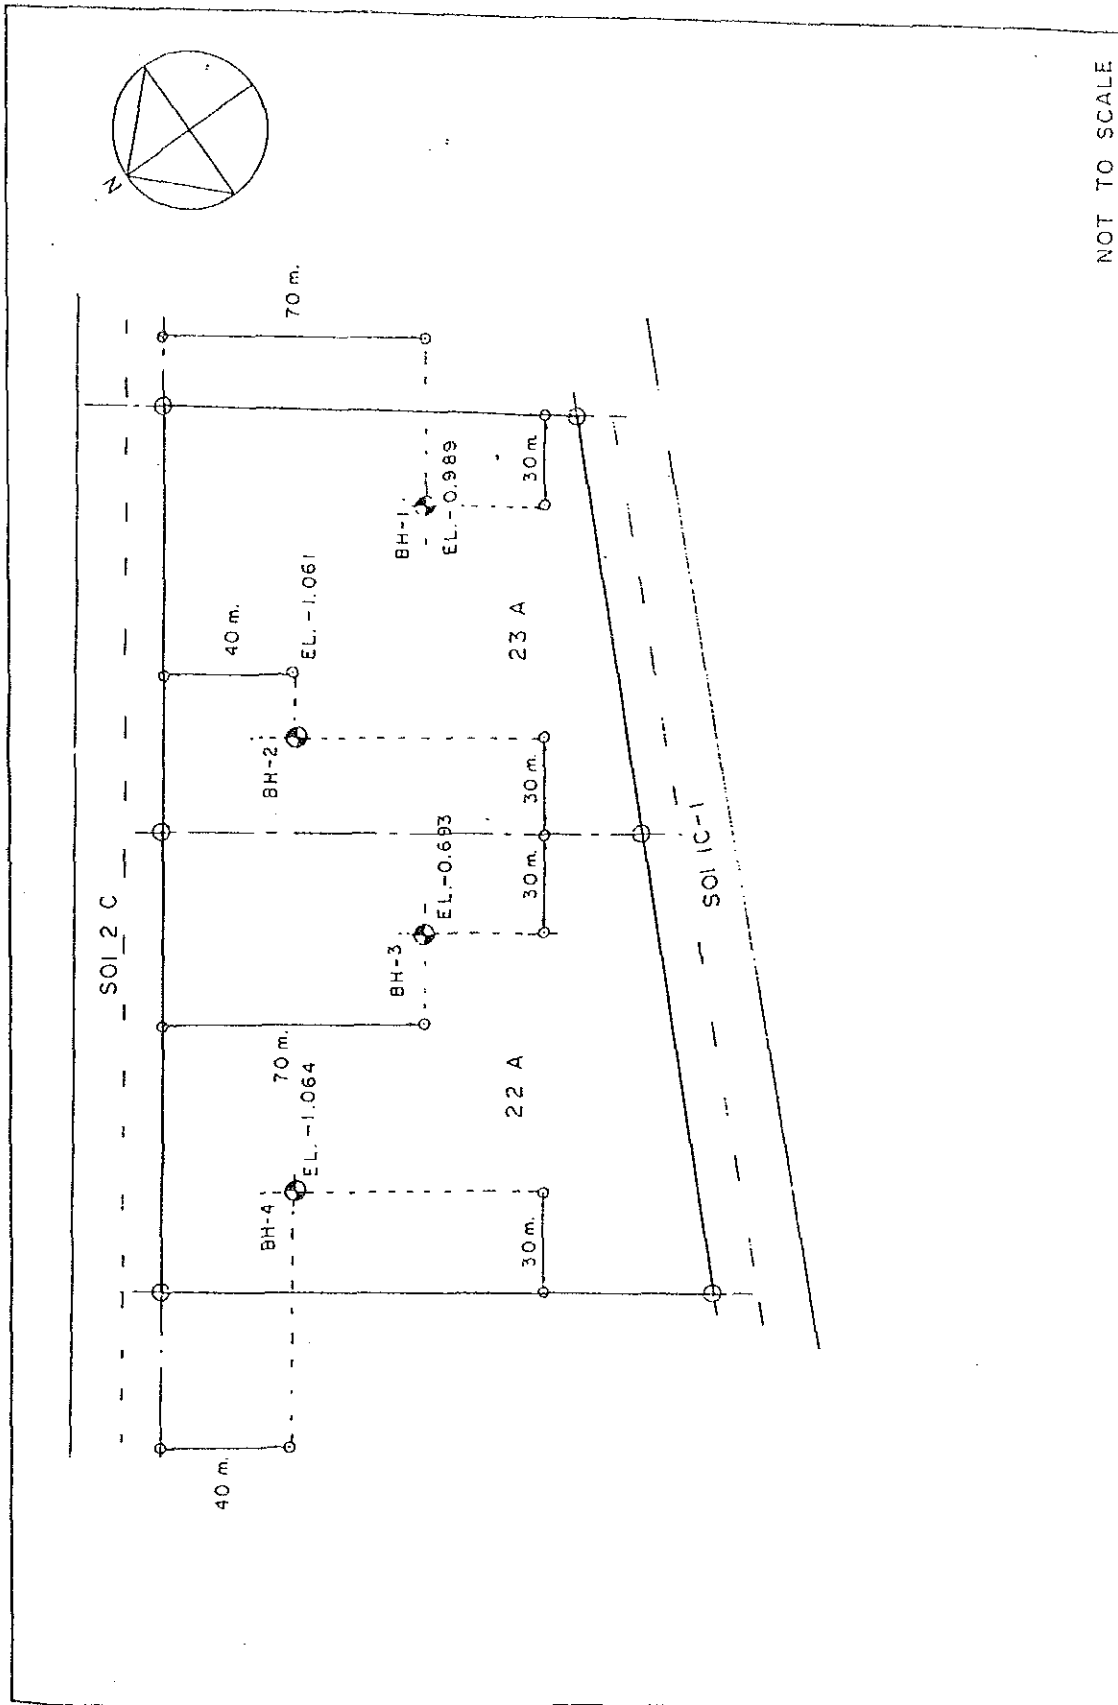 N
SOI 2 C
40 m.
BH-4
EL. -1.064
70 m.
BH-3
EL.-0.693
BH-2
EL. -1.061
40 m.
BH-1
EL.-0.989
70 m.
30 m.
30 m.
30 m.
30 m.
22 A
23 A
SOI 1C-1
NOT TO SCALE